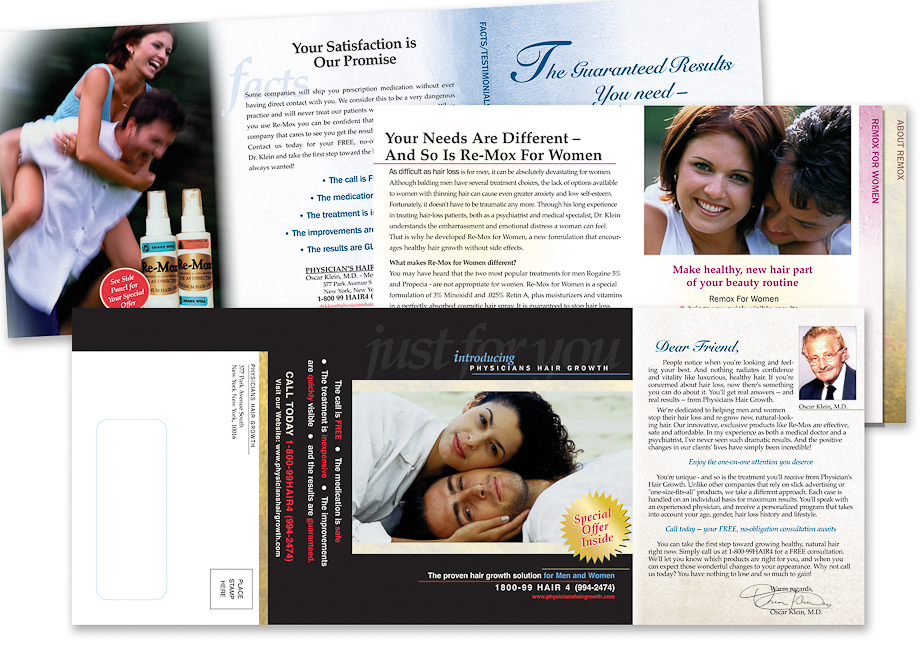 Your Satisfaction is
Our Promise
facts
Some companies will ship you prescription medication without ever
having direct contact with you. We consider this to be a very dangerous
practice and will never treat our patients w
you use Re-Mox you can be confident that
company that cares to see you get the resul
Contact us today for your FREE, no-o
Dr. Klein and take the first step toward the
always wanted!
• The call is F
• The medication
• The treatment is i
• The improvements are
• The results are GU
PHYSICIAN'S HAIR
Oscar Klein, M.D. - Me
377 Park Avenue S
New York, New Yo
1-800 99 HAIR4 (
See Side
Panel for
Your Special
Offer
SHAKE WELL
Re-Mox
AS DIRECTED
Re-Mox
AS DIRECTED
SHAKE WELL
FACTS/TESTIMONIALS
The Guaranteed Results
You need –
Your Needs Are Different –
And So Is Re-Mox For Women
As difficult as hair loss is for men, it can be absolutely devastating for women.
Although balding men have several treatment choices, the lack of options available
to women with thinning hair can cause even greater anxiety and low self-esteem.
Fortunately, it doesn't have to be traumatic any more. Through his long experience
in treating hair-loss patients, both as a psychiatrist and medical specialist, Dr. Klein
understands the embarrassment and emotional distress a woman can feel.
That is why he developed Re-Mox for Women, a new formulation that encour-
ages healthy hair growth without side effects.
What makes Re-Mox for Women different?
You may have heard that the two most popular treatments for men Rogaine 5%
and Propecia - are not appropriate for women. Re-Mox for Women is a special
formulation of 3% Minoxidil and .025% Retin A, plus moisturizers and vitamins
in a perfectly absorbed cosmetic hair spray. It is guaranteed to stop hair loss
Make healthy, new hair part
of your beauty routine
Remox For Women
REMOX FOR WOMEN
ABOUT REMOX
PHYSICIANS HAIR GROWTH
377 Park Avenue South
New York New York, 10016
PLACE
STAMP
HERE
The call is FREE • The medication is safe
• The treatment is inexpensive • The improvements
are quickly visible • and the results are guaranteed.
CALL TODAY 1-800-99HAIR4 (994-2474)
Visit our Website: www.physicianshairgrowth.com
just for you
introducing
PHYSICIANS HAIR GROWTH
Special
Offer
Inside
The proven hair growth solution for Men and Women
1800-99 HAIR 4 (994-2474)
www.physicianshairgrowth.com
Dear Friend,
People notice when you're looking and feel-
ing your best. And nothing radiates confidence
and vitality like luxurious, healthy hair. If you're
concerned about hair loss, now there's something
you can do about it. You'll get real answers -- and
real results -- from Physicians Hair Growth.
Oscar Klein, M.D.
We're dedicated to helping men and women
stop their hair loss and re-grow new, natural-look-
ing hair. Our innovative, exclusive products like Re-Mox are effective,
safe and affordable. In my experience as both a medical doctor and a
psychiatrist, I've never seen such dramatic results. And the positive
changes in our clients' lives have simply been incredible!
Enjoy the one-on-one attention you deserve
You're unique - and so is the treatment you'll receive from Physician's
Hair Growth. Unlike other companies that rely on slick advertising or
"one-size-fits-all" products, we take a different approach. Each case is
handled on an individual basis for maximum results. You'll speak with
an experienced physician, and receive a personalized program that takes
into account your age, gender, hair loss history and lifestyle.
Call today -- your FREE, no-obligation consultation awaits
You can take the first step toward growing healthy, natural hair
right now. Simply call us at 1-800-99HAIR4 for a FREE consultation.
We'll let you know which products are right for you, and when you
can expect those wonderful changes to your appearance. Why not call
us today? You have nothing to lose and so much to gain!
Warm regards,
Oscar Klein, M.D.